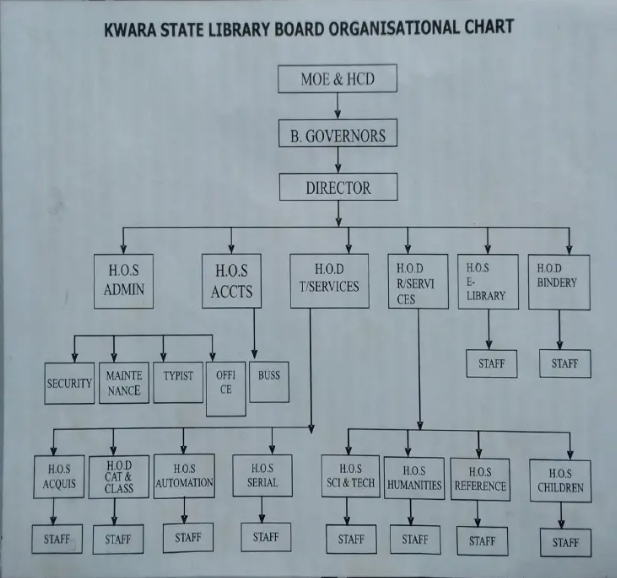 KWARA STATE LIBRARY BOARD ORGANISATIONAL CHART
MOE & HCD
B. GOVERNORS
DIRECTOR
H.O.S
ADMIN
H.O.S
ACCTS
H.O.D
T/SERVICES
H.O.D
R/SERVI
CES
H.O.S
E-
LIBRARY
H.O.D
BINDERY
STAFF
STAFF
SECURITY
MAINTE
NANCE
TYPIST
OFFI
CE
BUSS
H.O.S
ACQUIS
H.O.D
CAT &
CLASS
H.O.S
AUTOMATION
H.O.S
SERIAL
H.O.S
SCI & TECH
H.O.S
HUMANITIES
H.O.S
REFERENCE
H.O.S
CHILDREN
STAFF
STAFF
STAFF
STAFF
STAFF
STAFF
STAFF
STAFF